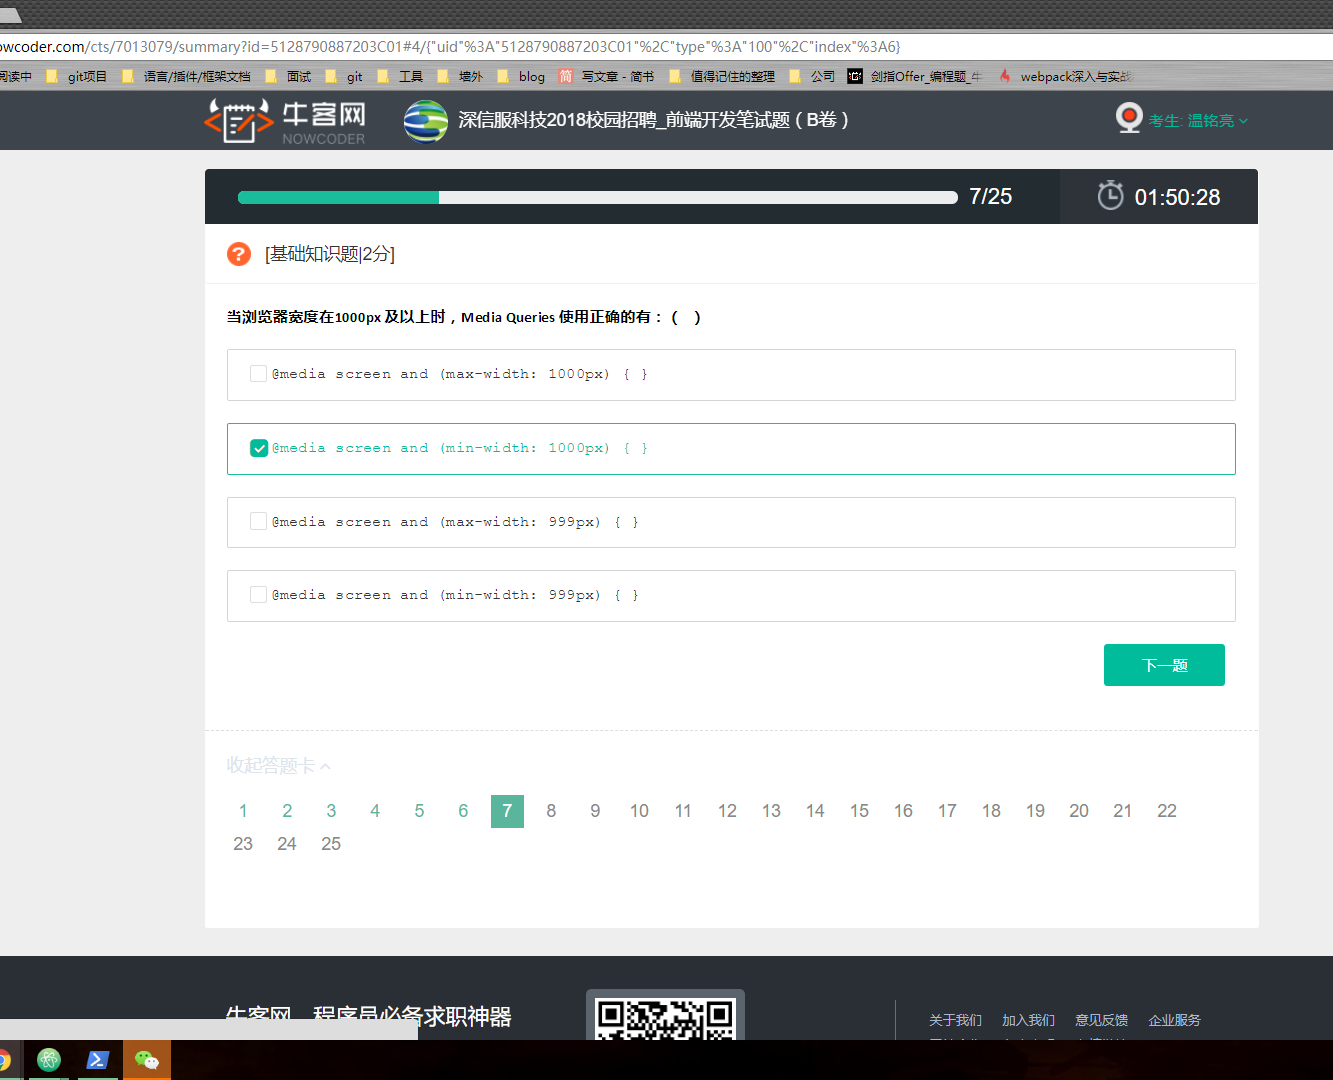 owcoder.com/cts/7013079/summary?id=5128790887203C01#4/{"uid"%3A"5128790887203C01"%2C"type"%3A"100"%2C"index"%3A6}
阅读中 git项目 语言/插件/框架文档 面试 git 工具 墙外 blog 简 写文章 - 简书 值得记住的整理 公司 剑指Offer_编程题_牛 webpack深入与实战
牛客网 NOWCODER 深信服科技2018校园招聘_前端开发笔试题（B卷） 考生: 温铭亮
7/25 01:50:28
? [基础知识题|2分]
当浏览器宽度在1000px 及以上时，Media Queries 使用正确的有：（ ）
@media screen and (max-width: 1000px) { }
@media screen and (min-width: 1000px) { }
@media screen and (max-width: 999px) { }
@media screen and (min-width: 999px) { }
下一题
收起答题卡
1 2 3 4 5 6 7 8 9 10 11 12 13 14 15 16 17 18 19 20 21 22
23 24 25
牛客网，程序员必备求职神器
关于我们 加入我们 意见反馈 企业服务